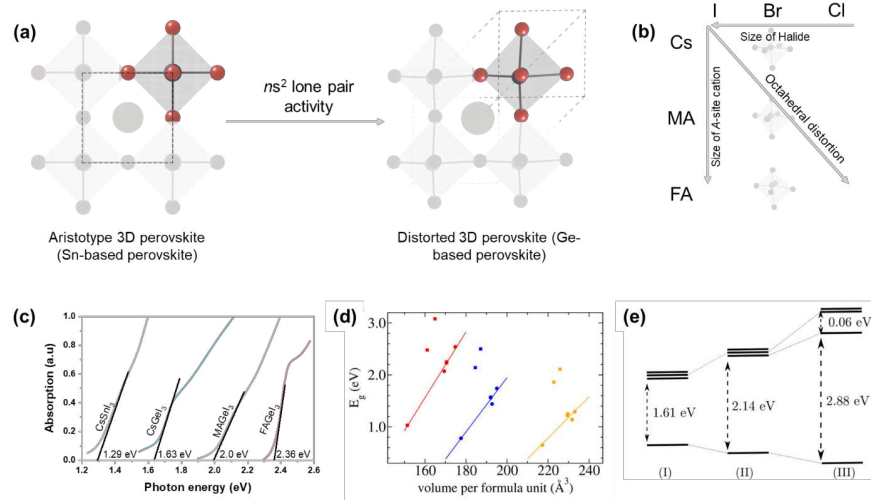 (a)
ns² lone pair
activity
Aristotype 3D perovskite
(Sn-based perovskite)
Distorted 3D perovskite (Ge-
based perovskite)
(b)
I Br Cl
Size of Halide
Cs
MA
FA
Size of A-site cation
Octahedral distortion
(c)
Absorption (a.u)
1.0
0.8
0.6
0.4
0.2
0.0
CsSnI₃
CsGeI₃
MAGeI₃
FAGeI₃
1.29 eV
1.63 eV
2.0 eV
2.36 eV
1.2 1.4 1.6 1.8 2.0 2.2 2.4 2.6
Photon energy (eV)
(d)
E_g (eV)
3.0
2.0
1.0
160 180 200 220 240
volume per formula unit (Å³)
(e)
0.06 eV
1.61 eV
2.14 eV
2.88 eV
(I)
(II)
(III)